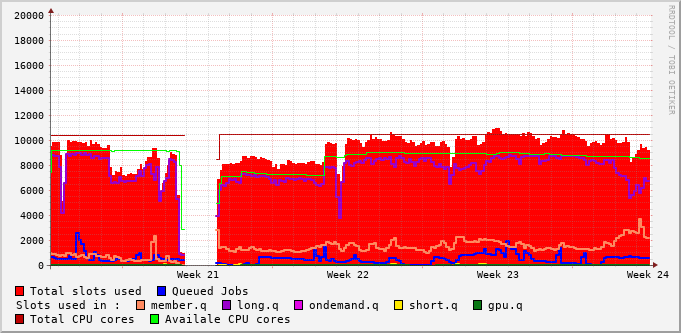 20000
18000
16000
14000
12000
10000
8000
6000
4000
2000
0
Week 21 Week 22 Week 23 Week 24
Total slots used Queued Jobs
Slots used in : member.q long.q ondemand.q short.q gpu.q
Total CPU cores Availale CPU cores
RRDTOOL / TOBI OETIKER